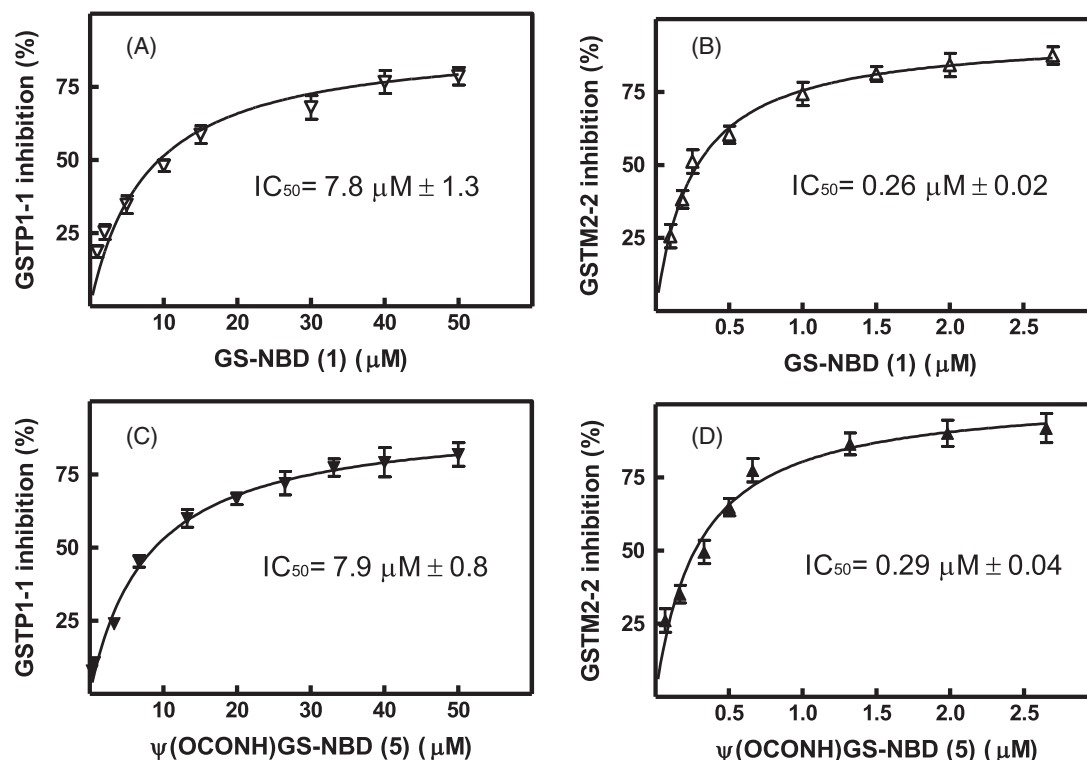 (A)
GSTP1-1 inhibition (%)
75
50
25
IC₅₀= 7.8 μM ± 1.3
10 20 30 40 50
GS-NBD (1) (μM)
(B)
GSTM2-2 inhibition (%)
75
50
25
IC₅₀= 0.26 μM ± 0.02
0.5 1.0 1.5 2.0 2.5
GS-NBD (1) (μM)
(C)
GSTP1-1 inhibition (%)
75
50
25
IC₅₀= 7.9 μM ± 0.8
10 20 30 40 50
ψ(OCONH)GS-NBD (5) (μM)
(D)
GSTM2-2 inhibition (%)
75
50
25
IC₅₀= 0.29 μM ± 0.04
0.5 1.0 1.5 2.0 2.5
ψ(OCONH)GS-NBD (5) (μM)